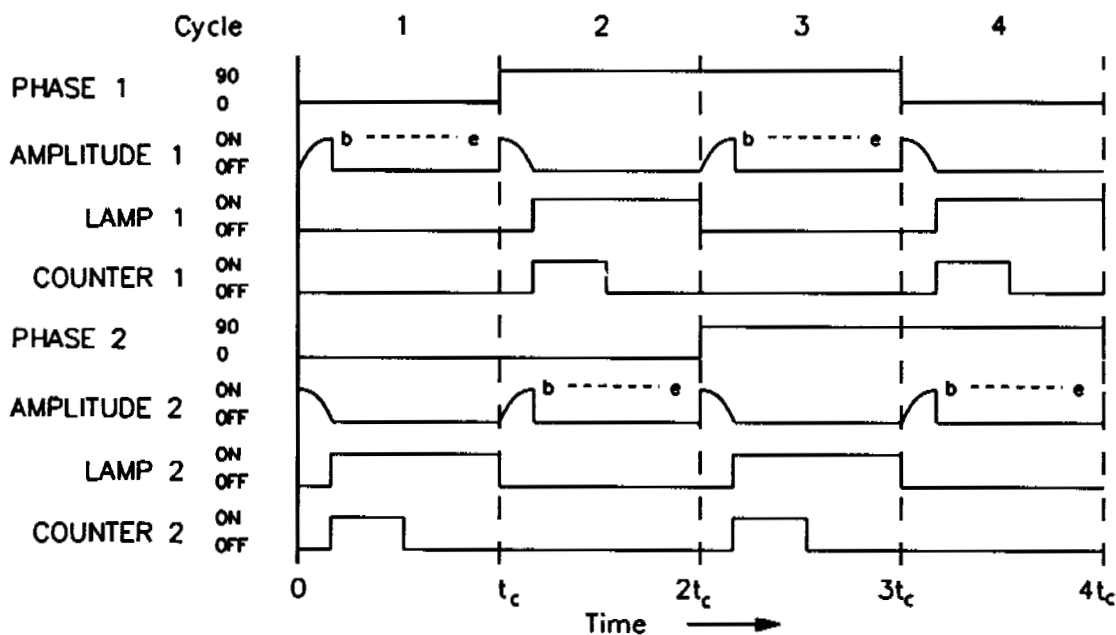 Cycle 1 2 3 4
PHASE 1 90
0
AMPLITUDE 1 ON b e
OFF b e
LAMP 1 ON
OFF
COUNTER 1 ON
OFF
PHASE 2 90
0
AMPLITUDE 2 ON b e
OFF b e
LAMP 2 ON
OFF
COUNTER 2 ON
OFF
0 tc 2tc 3tc 4tc
Time